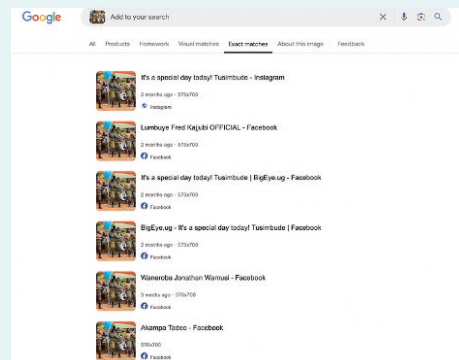 Google
Add to your search
All Products Homework Visual matches Exact matches About this image Feedback
It's a special day today! Tusimbude - Instagram
2 months ago - 570x700
Instagram
Lumbuye Fred Kajjubi OFFICIAL - Facebook
2 months ago - 570x700
Facebook
It's a special day today! Tusimbude | BigEye.ug - Facebook
2 months ago - 570x700
Facebook
BigEye.ug - It's a special day today! Tusimbude | Facebook
2 months ago - 570x700
Facebook
Waneroba Jonathan Wamusi - Facebook
3 weeks ago - 570x700
Facebook
Akampa Tadeo - Facebook
570x700
Facebook